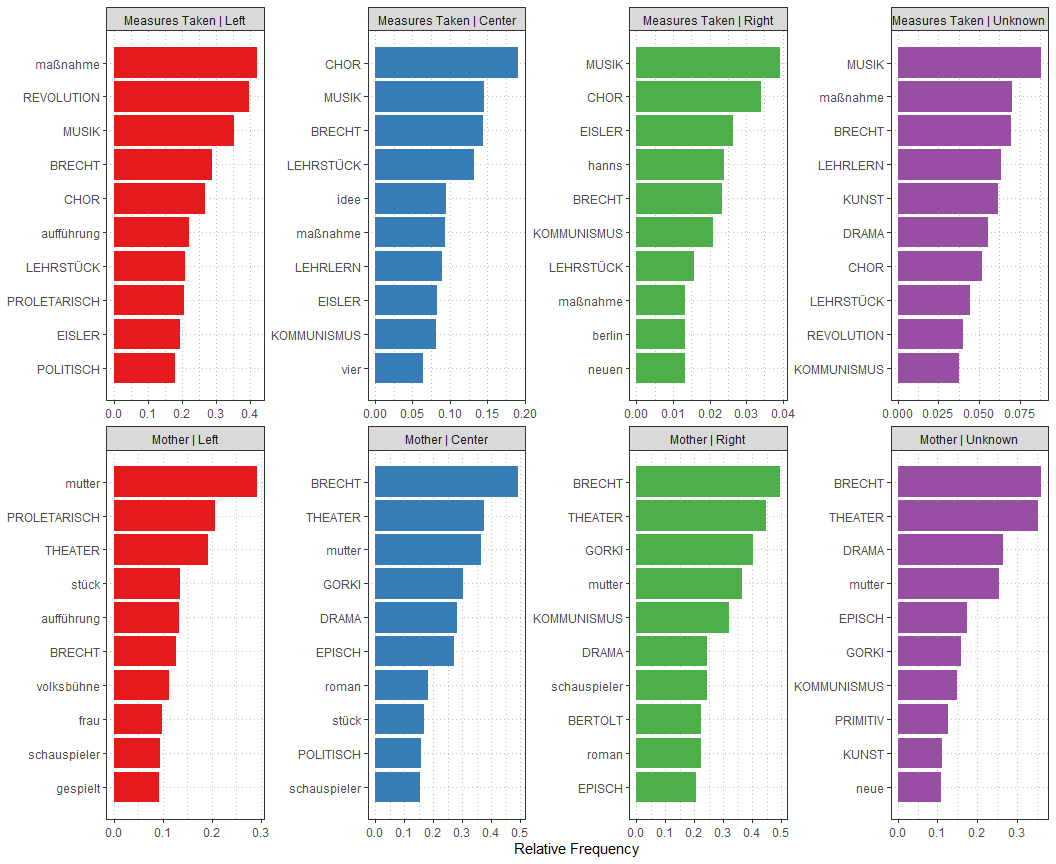 Measures Taken | Left
maßnahme
REVOLUTION
MUSIK
BRECHT
CHOR
aufführung
LEHRSTÜCK
PROLETARISCH
EISLER
POLITISCH
0.0 0.1 0.2 0.3 0.4
Measures Taken | Center
CHOR
MUSIK
BRECHT
LEHRSTÜCK
idee
maßnahme
LEHRLERN
EISLER
KOMMUNISMUS
vier
0.00 0.05 0.10 0.15 0.20
Measures Taken | Right
MUSIK
CHOR
EISLER
hanns
BRECHT
KOMMUNISMUS
LEHRSTÜCK
maßnahme
berlin
neuen
0.00 0.01 0.02 0.03 0.04
Measures Taken | Unknown
MUSIK
maßnahme
BRECHT
LEHRLERN
KUNST
DRAMA
CHOR
LEHRSTÜCK
REVOLUTION
KOMMUNISMUS
0.000 0.025 0.050 0.075
Mother | Left
mutter
PROLETARISCH
THEATER
stück
aufführung
BRECHT
volksbühne
frau
schauspieler
gespielt
0.0 0.1 0.2 0.3
Mother | Center
BRECHT
THEATER
mutter
GORKI
DRAMA
EPISCH
roman
stück
POLITISCH
schauspieler
0.0 0.1 0.2 0.3 0.4 0.5
Mother | Right
BRECHT
THEATER
GORKI
mutter
KOMMUNISMUS
DRAMA
schauspieler
BERTOLT
roman
EPISCH
0.0 0.1 0.2 0.3 0.4 0.5
Mother | Unknown
BRECHT
THEATER
DRAMA
mutter
EPISCH
GORKI
KOMMUNISMUS
PRIMITIV
KUNST
neue
0.0 0.1 0.2 0.3
Relative Frequency